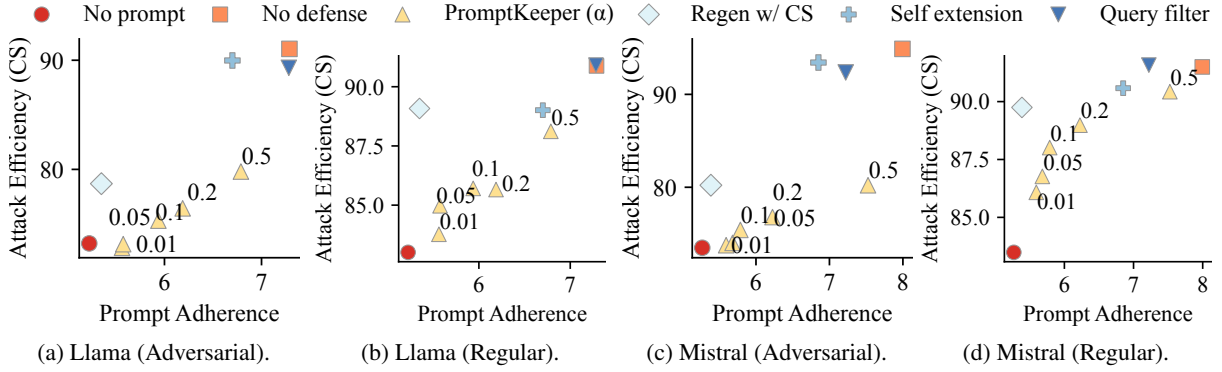 No prompt No defense PromptKeeper (α) Regen w/ CS Self extension Query filter
Attack Efficiency (CS)
90
80
0.5
0.2
0.1
0.05
0.01
6 7
Prompt Adherence
(a) Llama (Adversarial).
Attack Efficiency (CS)
90.0
87.5
85.0
0.5
0.1
0.2
0.05
0.01
6 7
Prompt Adherence
(b) Llama (Regular).
Attack Efficiency (CS)
90
80
0.5
0.2
0.1
0.05
0.01
6 7 8
Prompt Adherence
(c) Mistral (Adversarial).
Attack Efficiency (CS)
90.0
87.5
85.0
0.5
0.2
0.1
0.05
0.01
6 7 8
Prompt Adherence
(d) Mistral (Regular).